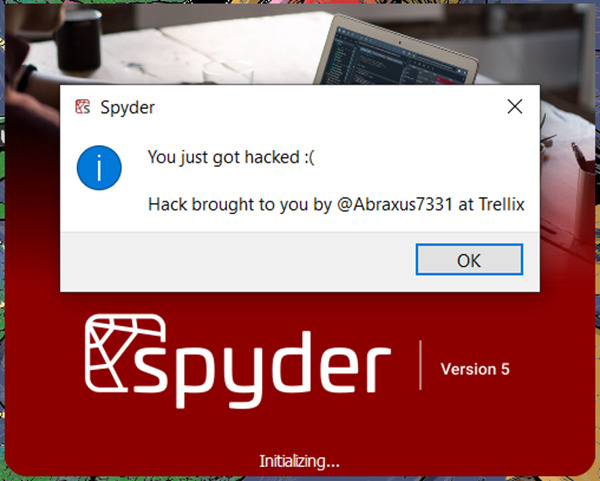 Spyder
You just got hacked :(
Hack brought to you by @Abraxus7331 at Trellix
OK
spyder
Version 5
Initializing...